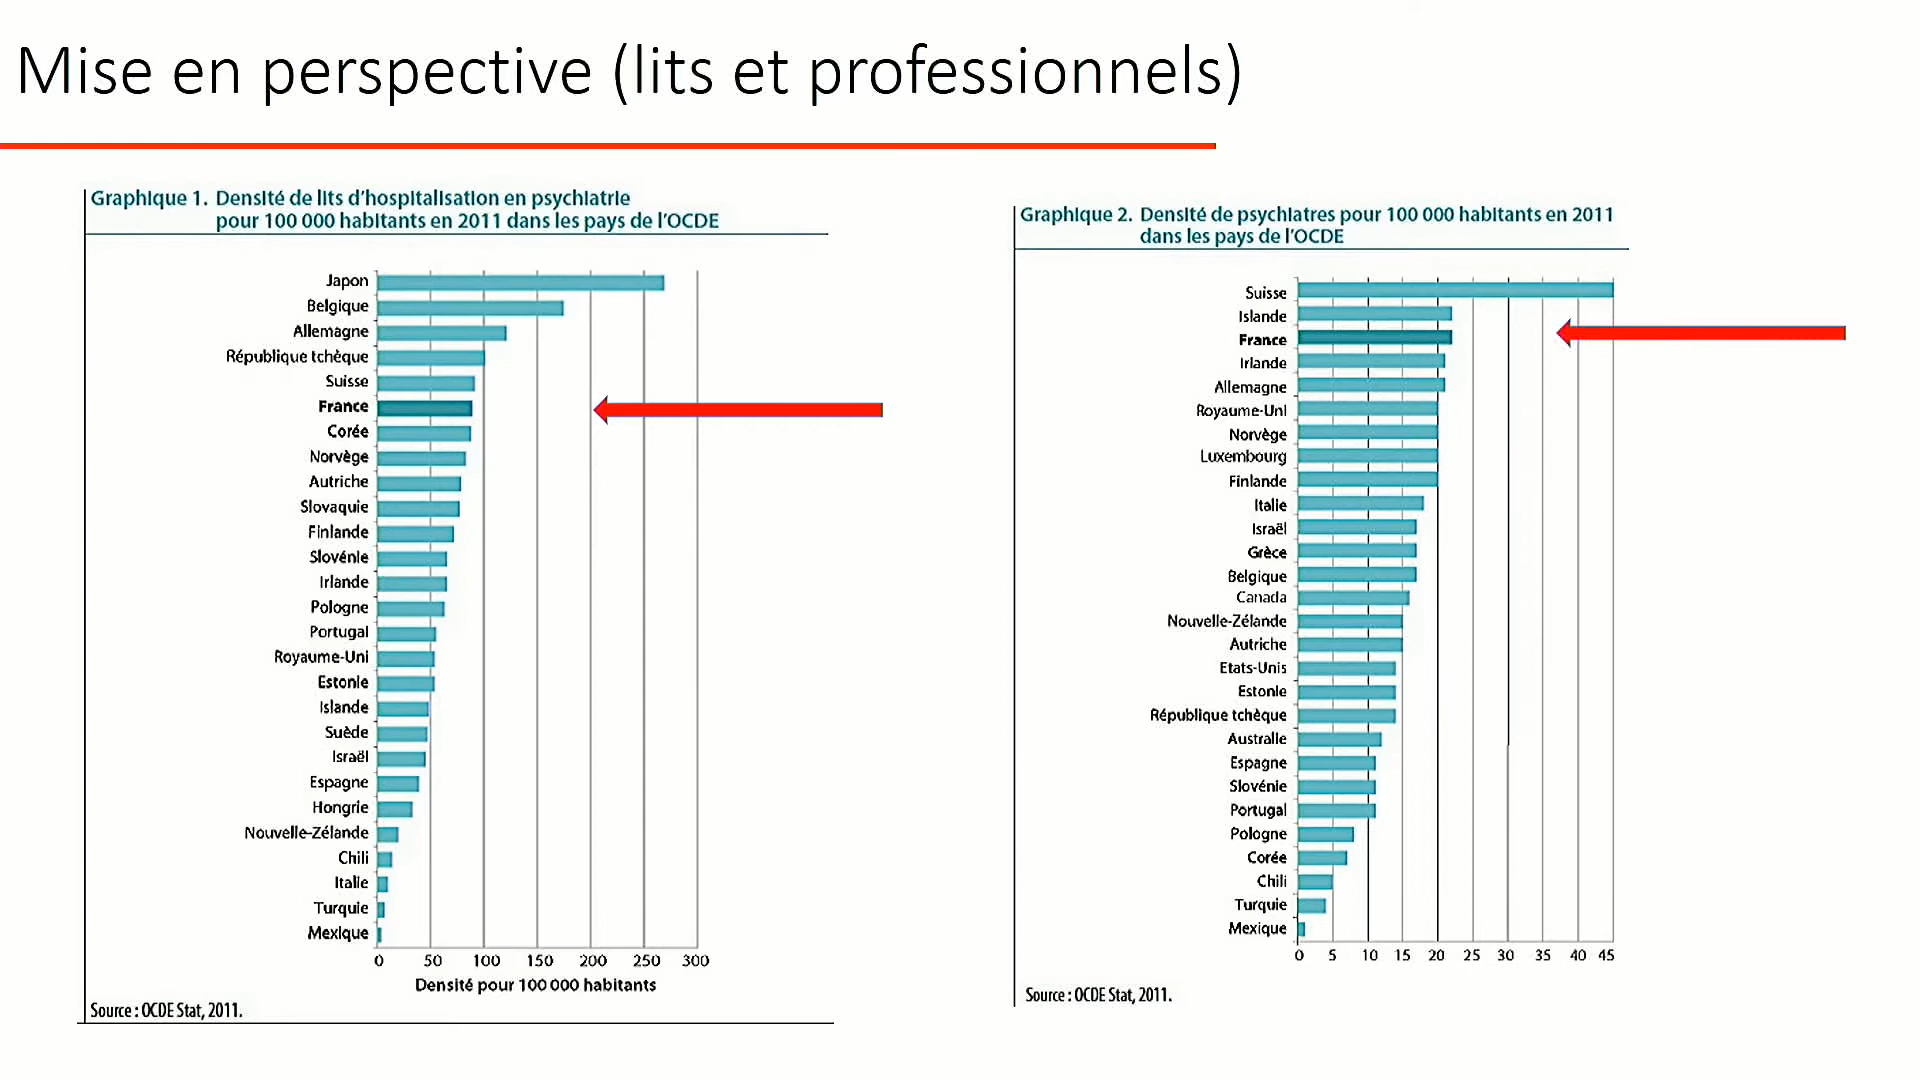 Mise en perspective (lits et professionnels)
Graphique 1. Densité de lits d'hospitalisation en psychiatrie
pour 100 000 habitants en 2011 dans les pays de l'OCDE
Japon
Belgique
Allemagne
République tchèque
Suisse
France
Corée
Norvège
Autriche
Slovaquie
Finlande
Slovénie
Irlande
Pologne
Portugal
Royaume-Uni
Estonie
Islande
Suède
Israël
Espagne
Hongrie
Nouvelle-Zélande
Chili
Italie
Turquie
Mexique
0 50 100 150 200 250 300
Densité pour 100 000 habitants
Source : OCDE Stat, 2011.
Graphique 2. Densité de psychiatres pour 100 000 habitants en 2011
dans les pays de l'OCDE
Suisse
Islande
France
Irlande
Allemagne
Royaume-Uni
Norvège
Luxembourg
Finlande
Italie
Israël
Grèce
Belgique
Canada
Nouvelle-Zélande
Autriche
Etats-Unis
Estonie
République tchèque
Australie
Espagne
Slovénie
Portugal
Pologne
Corée
Chili
Turquie
Mexique
0 5 10 15 20 25 30 35 40 45
Source : OCDE Stat, 2011.